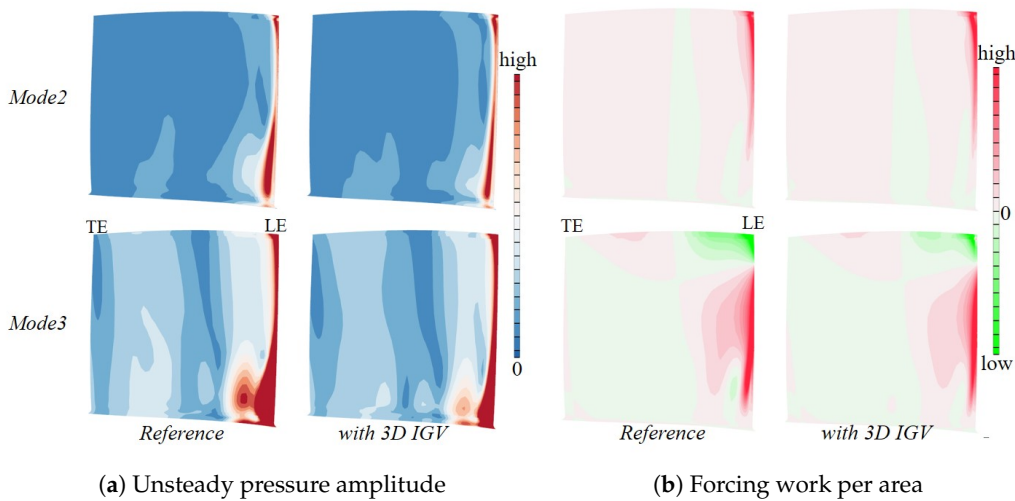 high
high
Mode2
0
TE
LE
TE
LE
Mode3
0
low
Reference
with 3D IGV
Reference
with 3D IGV
(a) Unsteady pressure amplitude
(b) Forcing work per area